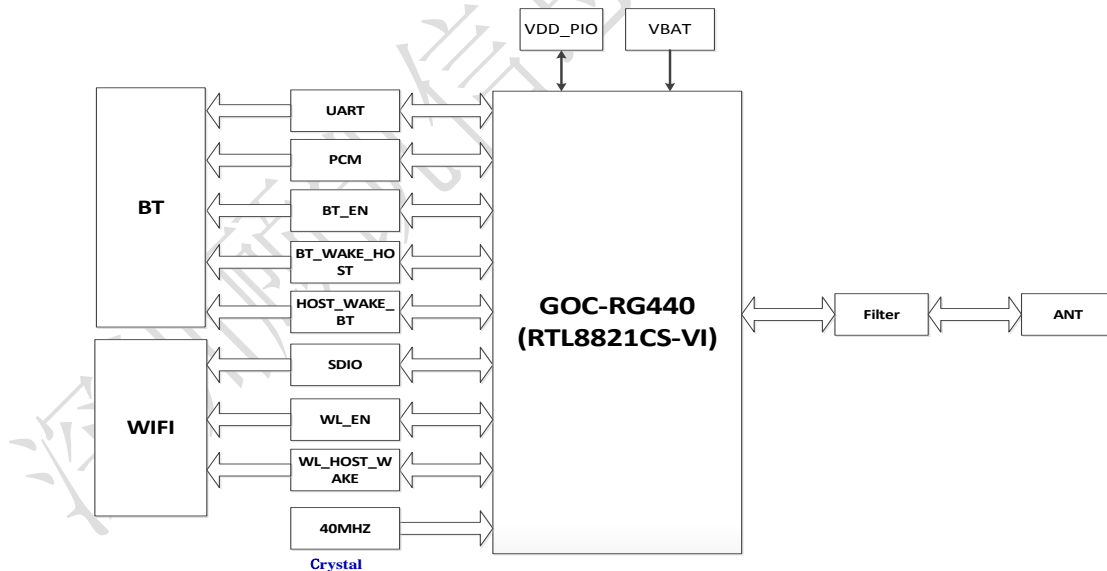 VDD_PIO
VBAT
UART
PCM
BT_EN
BT_WAKE_HO
ST
HOST_WAKE_
BT
SDIO
WL_EN
WL_HOST_W
AKE
40MHZ
Crystal
BT
WIFI
GOC-RG440
(RTL8821CS-VI)
Filter
ANT